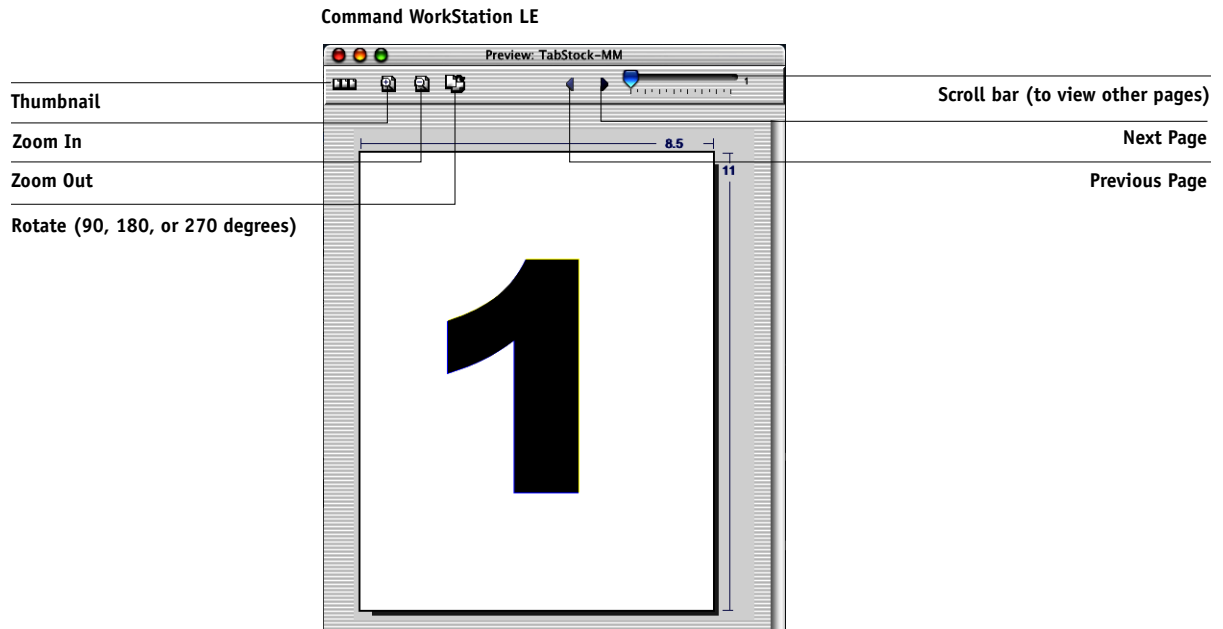 Command WorkStation LE
Preview: TabStock-MM
1
Thumbnail
Scroll bar (to view other pages)
Zoom In
Next Page
Zoom Out
Previous Page
Rotate (90, 180, or 270 degrees)
8.5
11
1